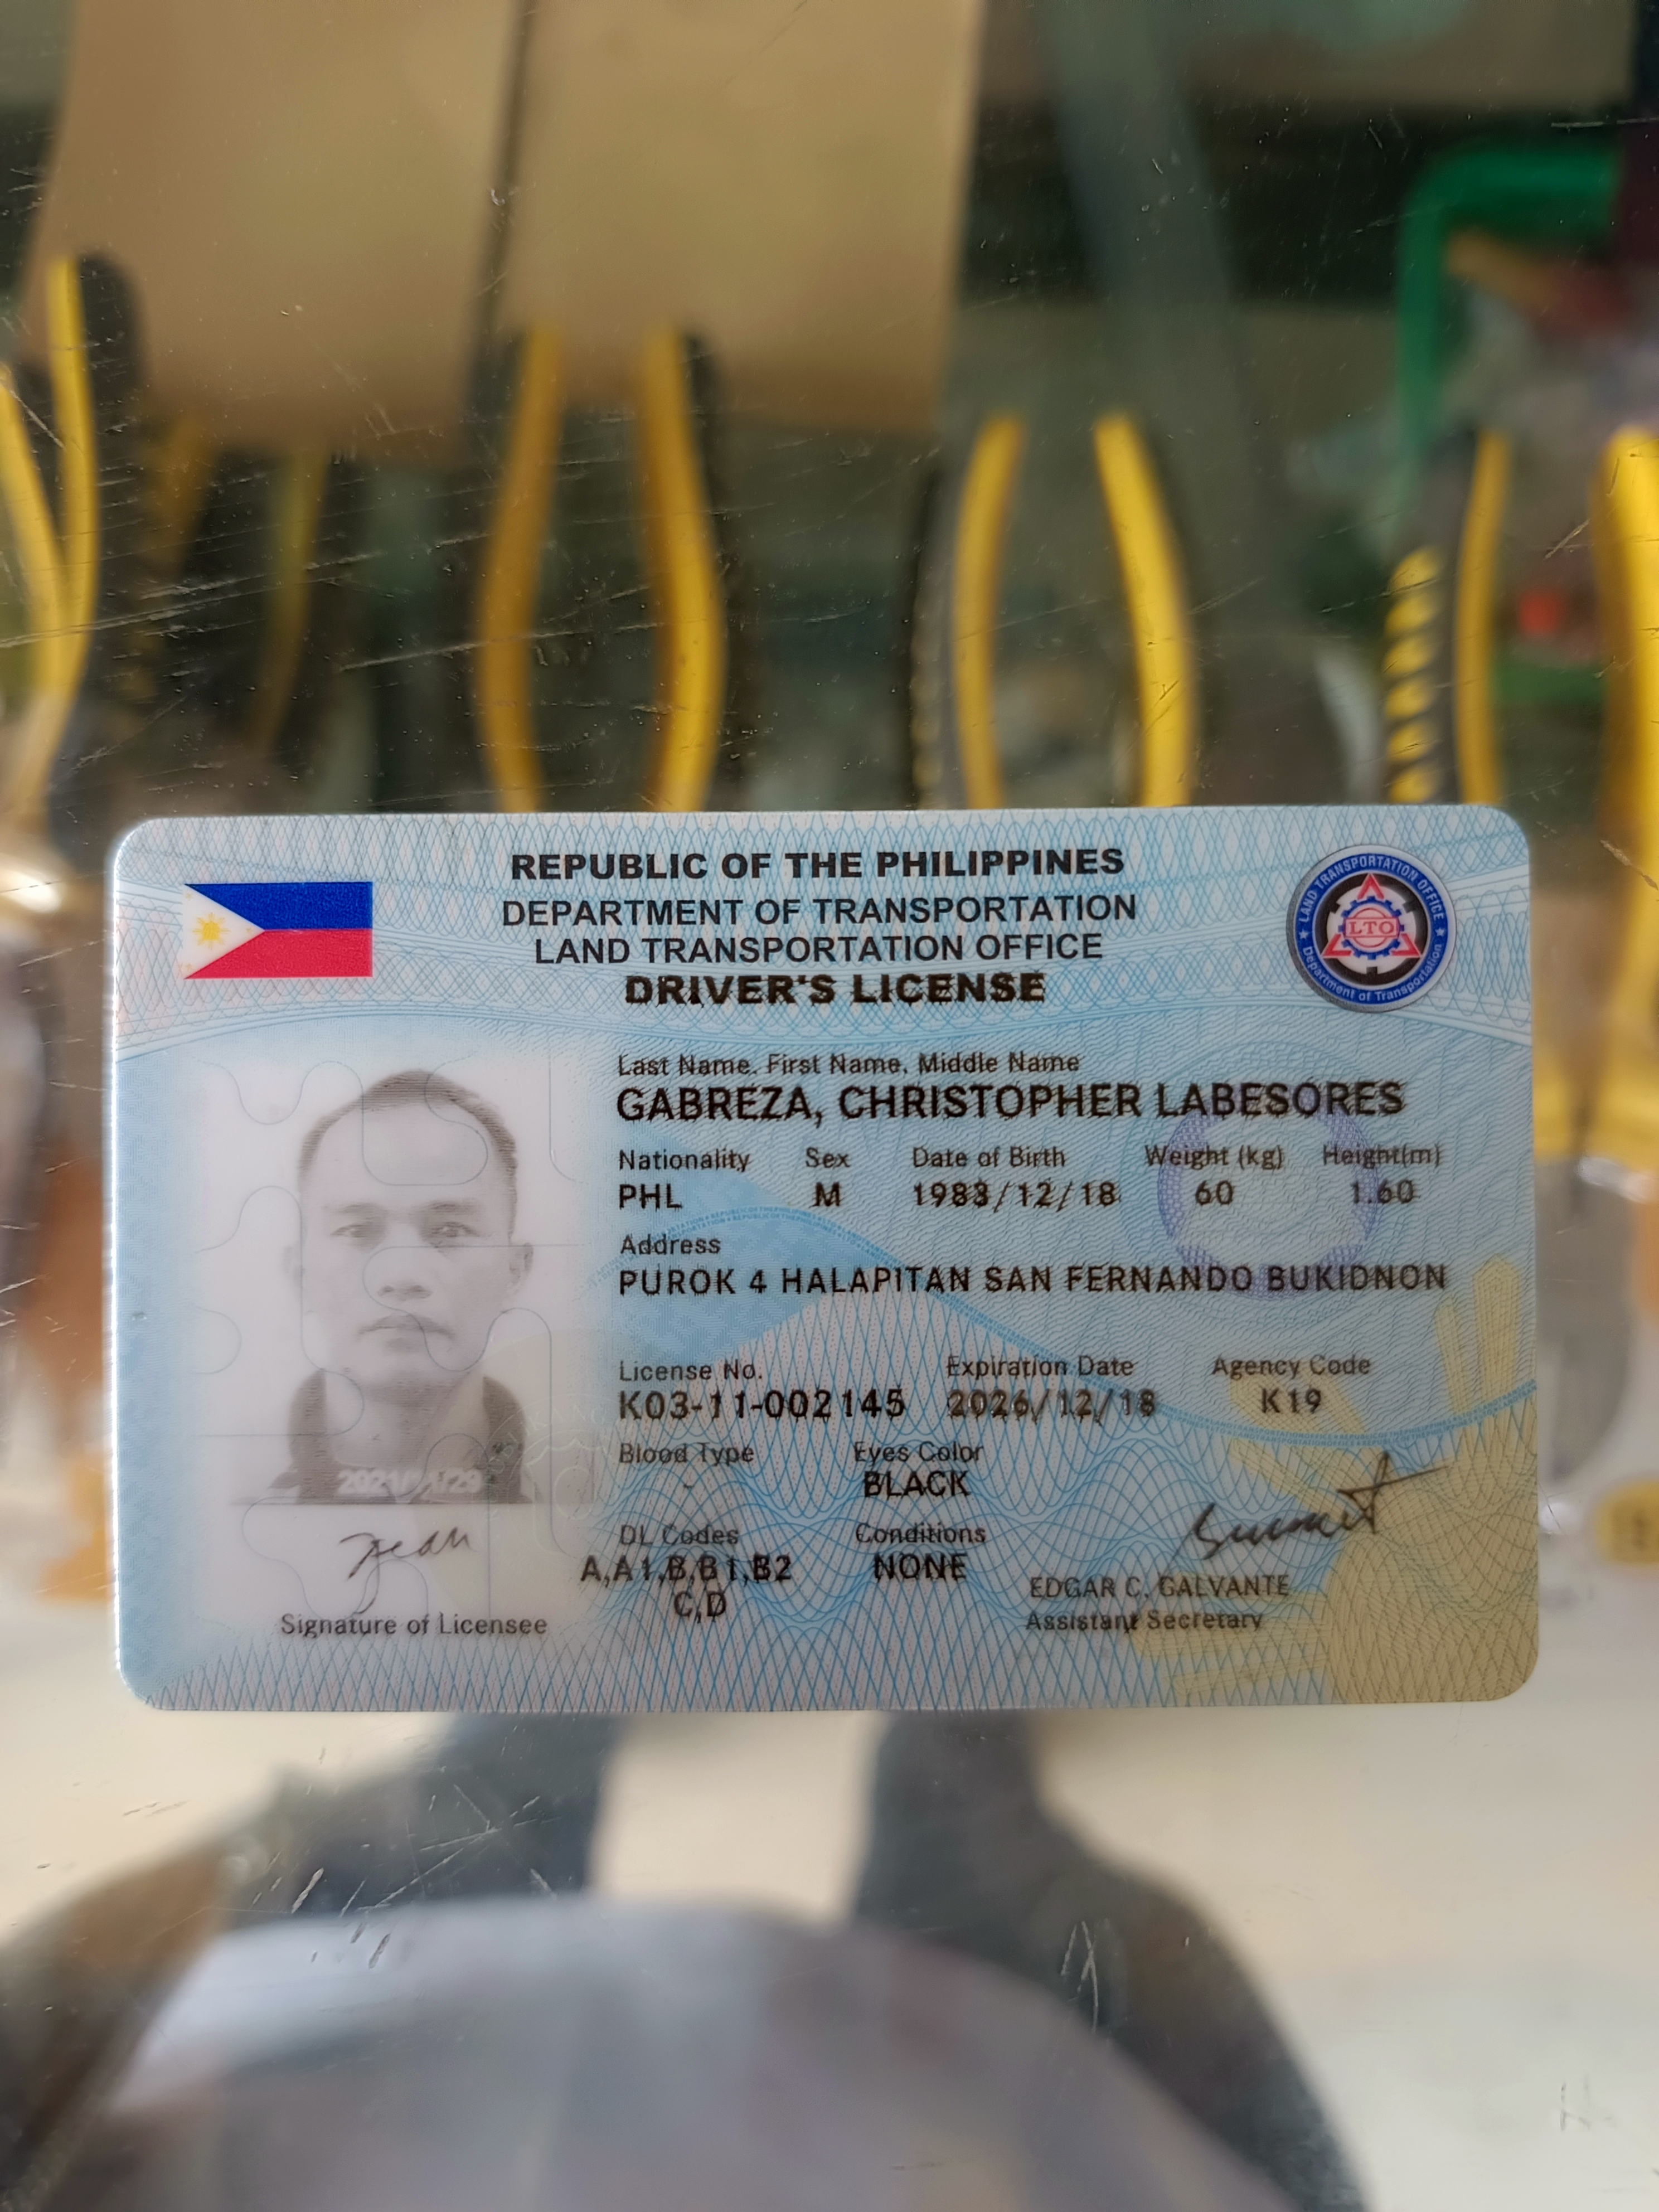 REPUBLIC OF THE PHILIPPINES
DEPARTMENT OF TRANSPORTATION
LAND TRANSPORTATION OFFICE
DRIVER'S LICENSE
LAND TRANSPORTATION OFFICE
LTO
Department of Transportation
Last Name, First Name, Middle Name
GABREZA, CHRISTOPHER LABESORES
Nationality Sex Date of Birth Weight (kg) Height(m)
PHL M 1983/12/18 60 1.60
Address
PUROK 4 HALAPITAN SAN FERNANDO BUKIDNON
License No. Expiration Date Agency Code
K03-11-002145 2026/12/18 K19
Blood Type Eyes Color
- BLACK
DL Codes Conditions
A,A1,B,B1,B2 NONE
C,D
EDGAR C. GALVANTE
Assistant Secretary
Signature of Licensee